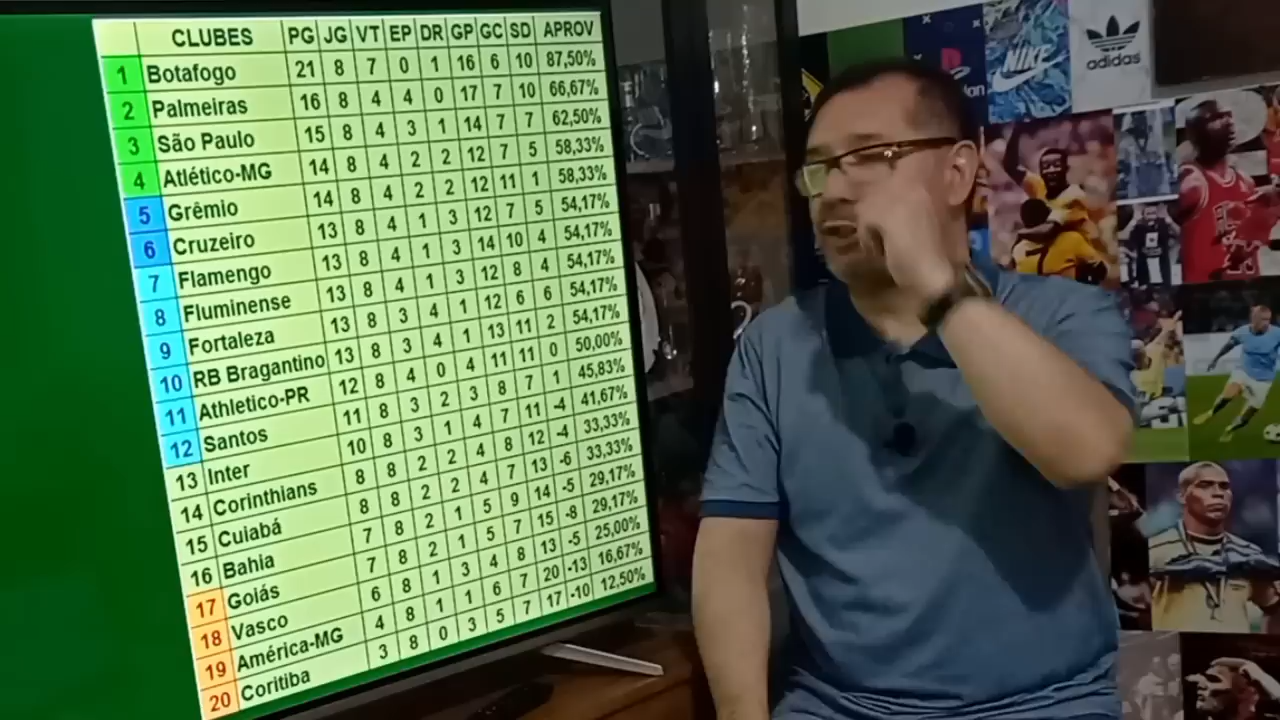 CLUBES PG JG VT EP DR GP GC SD APROV
1 Botafogo 21 8 7 0 1 16 6 10 87,50%
2 Palmeiras 16 8 4 4 0 17 7 10 66,67%
3 São Paulo 15 8 4 3 1 14 7 7 62,50%
4 Atlético-MG 14 8 4 2 2 12 7 5 58,33%
5 Grêmio 14 8 4 2 2 12 11 1 58,33%
6 Cruzeiro 13 8 4 1 3 12 7 5 54,17%
7 Flamengo 13 8 4 1 3 14 10 4 54,17%
8 Fluminense 13 8 4 1 3 12 8 4 54,17%
9 Fortaleza 13 8 3 4 1 12 6 6 54,17%
10 RB Bragantino 13 8 3 4 1 13 11 2 54,17%
11 Athletico-PR 12 8 4 0 4 11 11 0 50,00%
12 Santos 11 8 3 2 3 8 7 1 45,83%
13 Inter 10 8 3 1 4 7 11 -4 41,67%
14 Corinthians 8 8 2 2 4 8 12 -4 33,33%
15 Cuiabá 8 8 2 2 4 7 13 -6 33,33%
16 Bahia 7 8 2 1 5 9 14 -5 29,17%
17 Goiás 7 8 2 1 5 7 15 -8 29,17%
18 Vasco 6 8 1 3 4 8 13 -5 25,00%
19 América-MG 4 8 1 1 6 7 20 -13 16,67%
20 Coritiba 3 8 0 3 5 7 17 -10 12,50%
NIKE
adidas